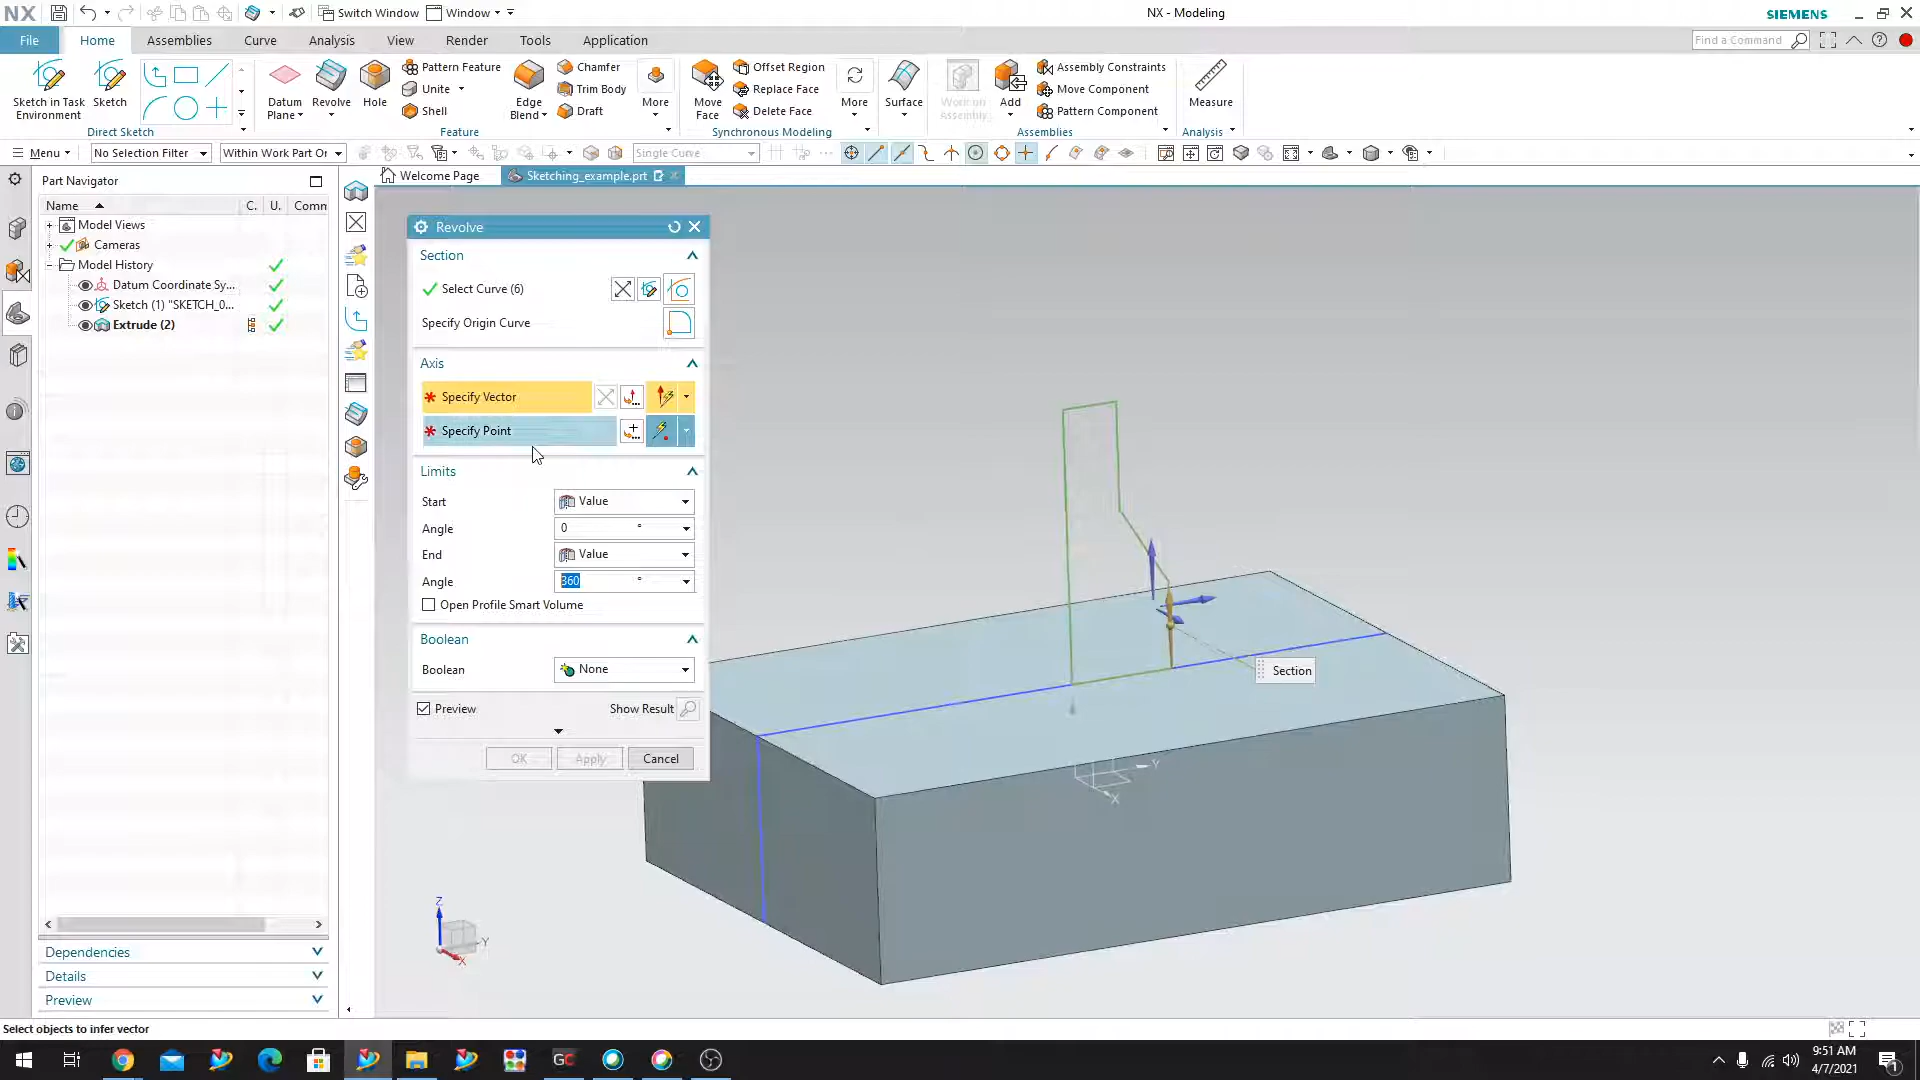 NX
Switch Window
Window
NX - Modeling
SIEMENS
File
Home
Assemblies
Curve
Analysis
View
Render
Tools
Application
Find a Command
Sketch in Task
Environment
Sketch
Direct Sketch
Datum
Plane
Revolve
Hole
Pattern Feature
Unite
Shell
Edge
Blend
Chamfer
Trim Body
Draft
More
Feature
Move
Face
Offset Region
Replace Face
Delete Face
More
Synchronous Modeling
Surface
Work on
Assembly
Add
Assembly Constraints
Move Component
Pattern Component
Assemblies
Measure
Analysis
Menu
No Selection Filter
Within Work Part Or
Single Curve
Part Navigator
Welcome Page
Sketching_example.prt
Name
C.
U.
Comm
Model Views
Cameras
Model History
Datum Coordinate Sy...
Sketch (1) "SKETCH_0...
Extrude (2)
Revolve
Section
Select Curve (6)
Specify Origin Curve
Axis
* Specify Vector
* Specify Point
Limits
Start
Value
Angle
0 °
End
Value
Angle
360 °
Open Profile Smart Volume
Boolean
Boolean
None
Preview
Show Result
OK
Apply
Cancel
Section
Y
X
Z
Y
X
Dependencies
Details
Preview
Select objects to infer vector
GC
9:51 AM
4/7/2021
1